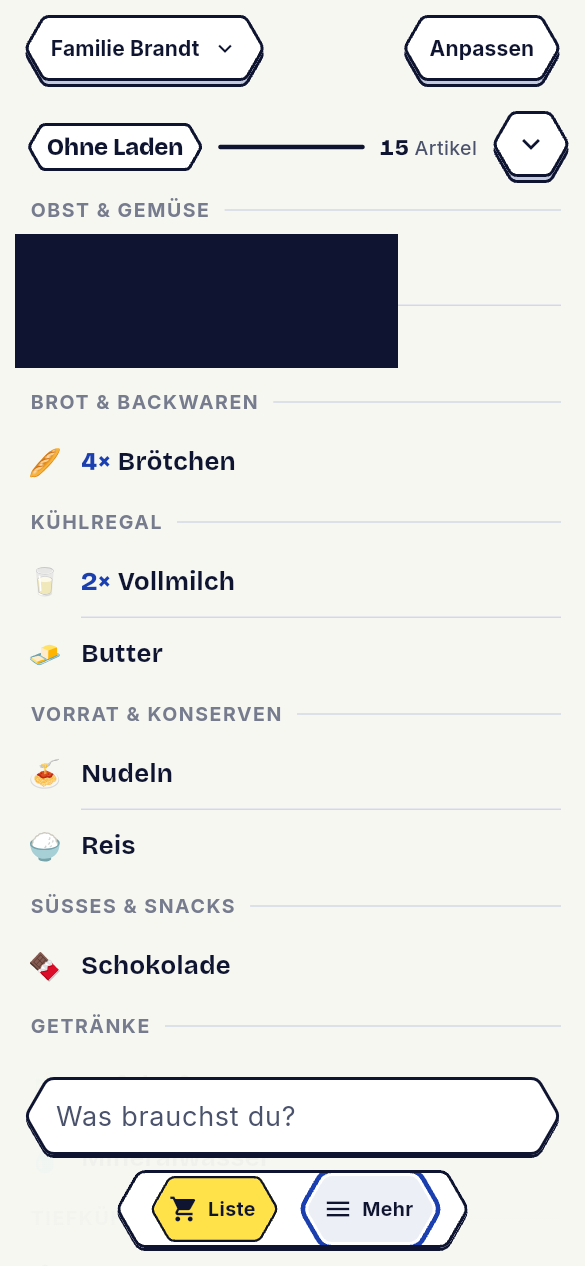 Familie Brandt
Anpassen
Ohne Laden
15 Artikel
OBST & GEMÜSE
BROT & BACKWAREN
4× Brötchen
KÜHLREGAL
2× Vollmilch
Butter
VORRAT & KONSERVEN
Nudeln
Reis
SÜSSES & SNACKS
Schokolade
GETRÄNKE
Was brauchst du?
Liste
Mehr